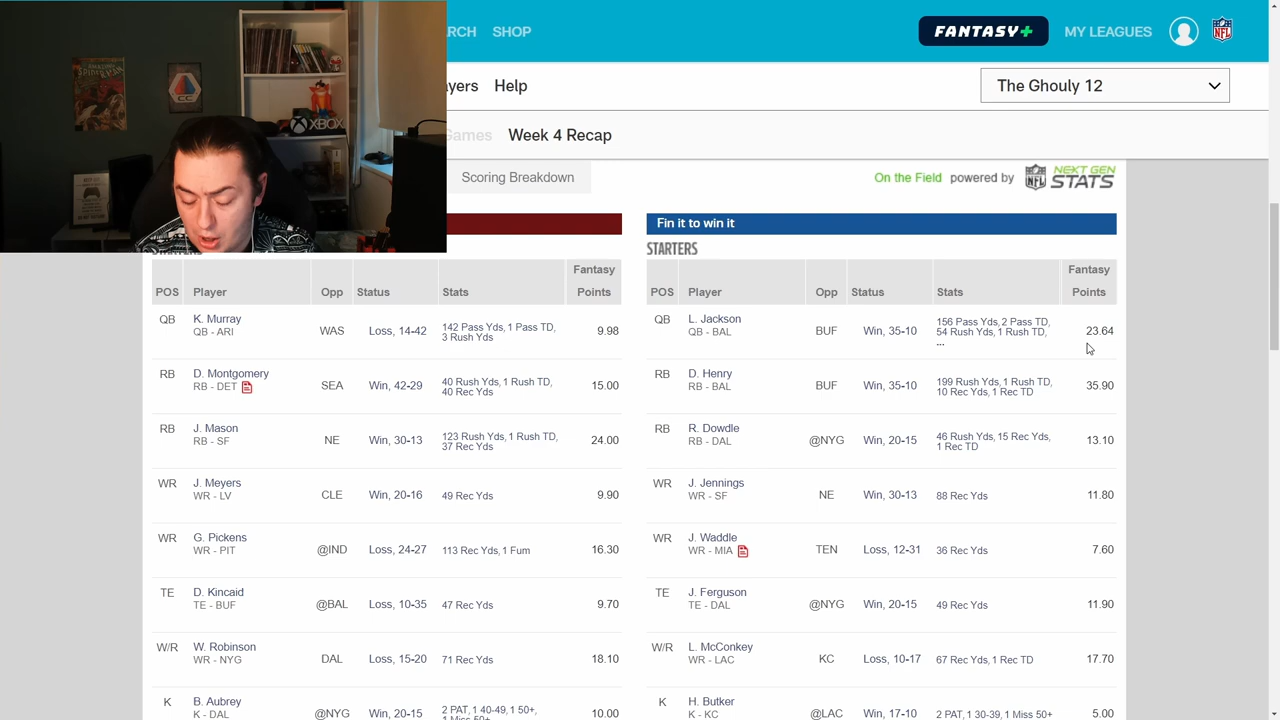 ARCH SHOP FANTASY+ MY LEAGUES NFL
yers Help The Ghouly 12
Games Week 4 Recap
XBOX
Scoring Breakdown On the Field powered by NFL NEXT GEN STATS
Fin it to win it
STARTERS
POS Player Opp Status Stats Fantasy Points POS Player Opp Status Stats Fantasy Points
QB K. Murray WAS Loss, 14-42 142 Pass Yds, 1 Pass TD, 9.98 QB L. Jackson BUF Win, 35-10 156 Pass Yds, 2 Pass TD, 23.64
QB - ARI 3 Rush Yds QB - BAL 54 Rush Yds, 1 Rush TD,
...
RB D. Montgomery SEA Win, 42-29 40 Rush Yds, 1 Rush TD, 15.00 RB D. Henry BUF Win, 35-10 199 Rush Yds, 1 Rush TD, 35.90
RB - DET 40 Rec Yds RB - BAL 10 Rec Yds, 1 Rec TD
RB J. Mason NE Win, 30-13 123 Rush Yds, 1 Rush TD, 24.00 RB R. Dowdle @NYG Win, 20-15 46 Rush Yds, 15 Rec Yds, 13.10
RB - SF 37 Rec Yds RB - DAL 1 Rec TD
WR J. Meyers CLE Win, 20-16 49 Rec Yds 9.90 WR J. Jennings NE Win, 30-13 88 Rec Yds 11.80
WR - LV WR - SF
WR G. Pickens @IND Loss, 24-27 113 Rec Yds, 1 Fum 16.30 WR J. Waddle TEN Loss, 12-31 36 Rec Yds 7.60
WR - PIT WR - MIA
TE D. Kincaid @BAL Loss, 10-35 47 Rec Yds 9.70 TE J. Ferguson @NYG Win, 20-15 49 Rec Yds 11.90
TE - BUF TE - DAL
W/R W. Robinson DAL Loss, 15-20 71 Rec Yds 18.10 W/R L. McConkey KC Loss, 10-17 67 Rec Yds, 1 Rec TD 17.70
WR - NYG WR - LAC
K B. Aubrey @NYG Win, 20-15 2 PAT, 1 40-49, 1 50+, 10.00 K H. Butker @LAC Win, 17-10 2 PAT, 1 30-39, 1 Miss 50+ 5.00
K - DAL 1 Miss 50+ K - KC